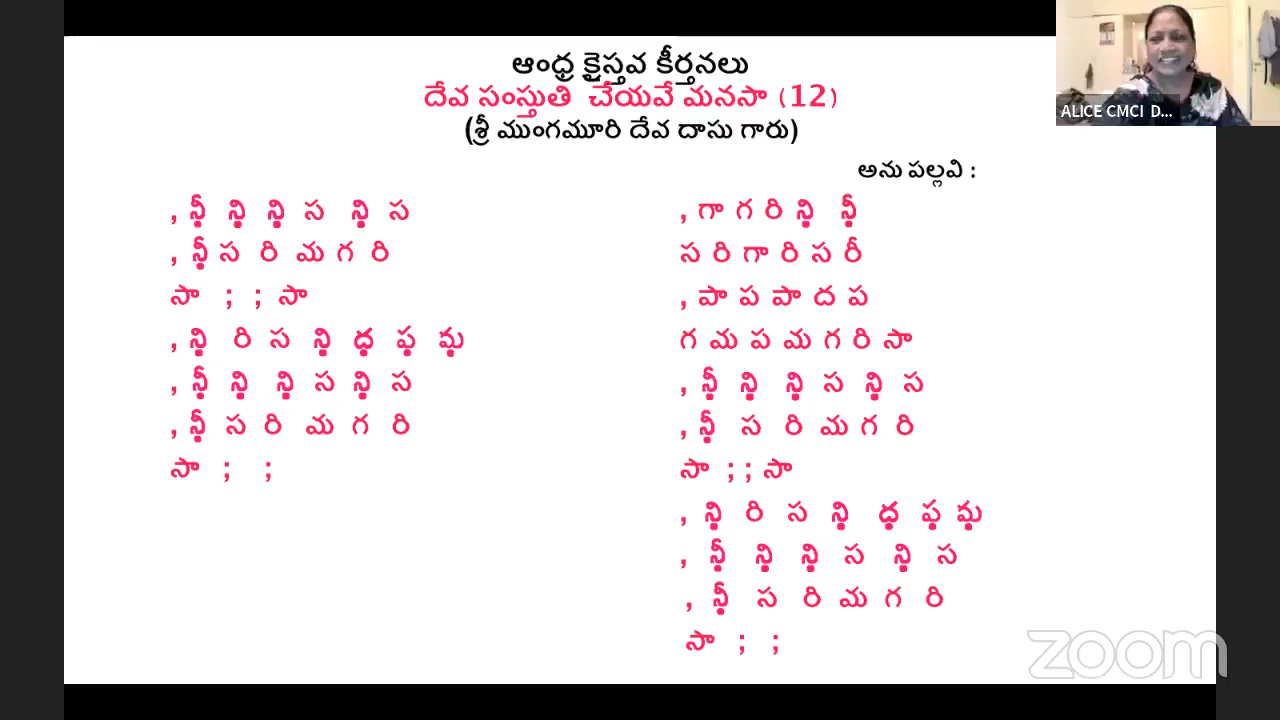 ఆంధ్ర క్రైస్తవ కీర్తనలు
దేవ సంస్తుతి చేయవే మనసా (12)
(శ్రీ ముంగమూరి దేవ దాసు గారు)
, నీ̣ ని̣ ని̣ స ని̣ స
, నీ̣ స రి మ గ రి
సా ; ; సా
, ని̣ రి స ని̣ ధ̣ ప̣ మ̣
, నీ̣ ని̣ ని̣ స ని̣ స
, నీ̣ స రి మ గ రి
సా ; ;
అను పల్లవి :
, గా గ రి ని̣ నీ̣
స రి గా రి స రీ
, పా ప పా ద ప
గ మ ప మ గ రి సా
, నీ̣ ని̣ ని̣ స ని̣ స
, నీ̣ స రి మ గ రి
సా ; ; సా
, ని̣ రి స ని̣ ధ̣ ప̣ మ̣
, నీ̣ ని̣ ని̣ స ని̣ స
, నీ̣ స రి మ గ రి
సా ; ;
ALICE CMCI D...
zoom